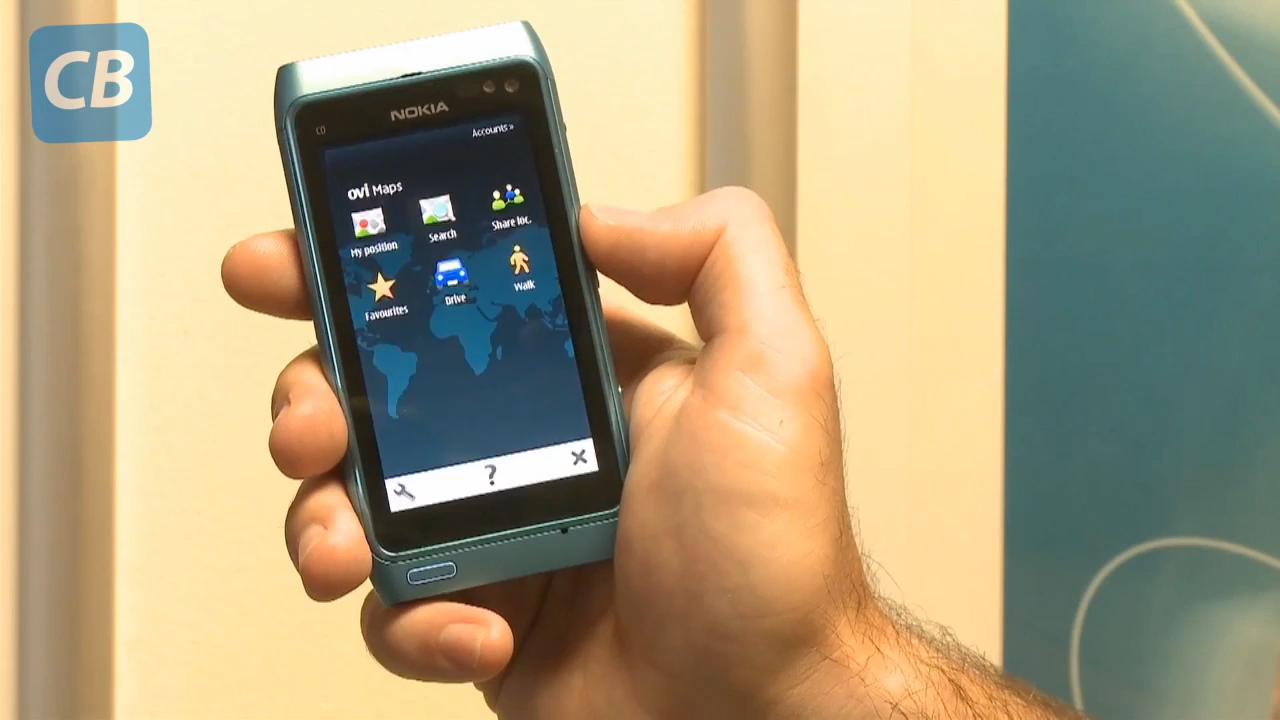 CB
NOKIA
Accounts »
ovi Maps
My position
Search
Share loc.
Favourites
Drive
Walk
?